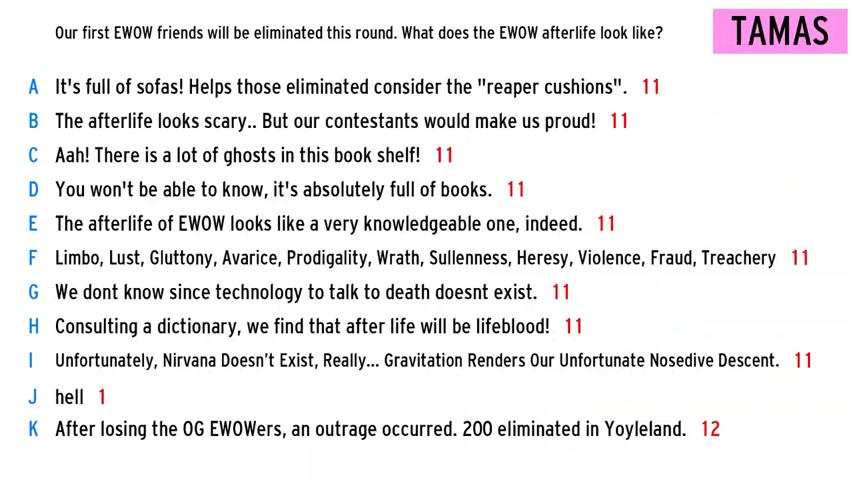 Our first EWOW friends will be eliminated this round. What does the EWOW afterlife look like?
TAMAS
A It's full of sofas! Helps those eliminated consider the "reaper cushions". 11
B The afterlife looks scary.. But our contestants would make us proud! 11
C Aah! There is a lot of ghosts in this book shelf! 11
D You won't be able to know, it's absolutely full of books. 11
E The afterlife of EWOW looks like a very knowledgeable one, indeed. 11
F Limbo, Lust, Gluttony, Avarice, Prodigality, Wrath, Sullenness, Heresy, Violence, Fraud, Treachery 11
G We dont know since technology to talk to death doesnt exist. 11
H Consulting a dictionary, we find that after life will be lifeblood! 11
I Unfortunately, Nirvana Doesn't Exist, Really... Gravitation Renders Our Unfortunate Nosedive Descent. 11
J hell 1
K After losing the OG EWOWers, an outrage occurred. 200 eliminated in Yoyleland. 12